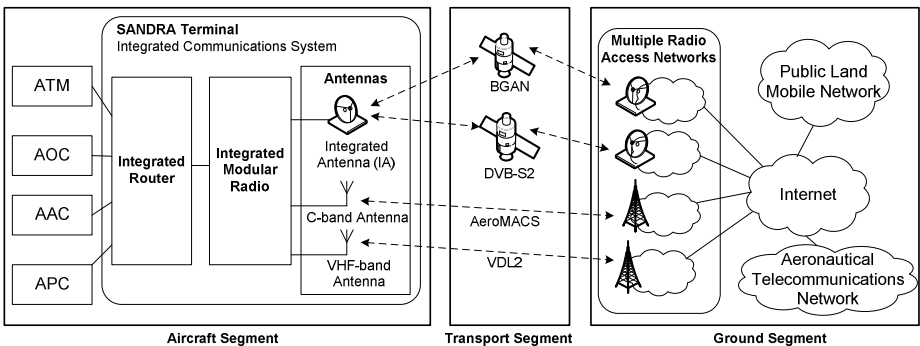 SANDRA Terminal
Integrated Communications System
ATM
AOC
AAC
APC
Integrated
Router
Integrated
Modular
Radio
Antennas
Integrated
Antenna (IA)
C-band Antenna
VHF-band
Antenna
Aircraft Segment
BGAN
DVB-S2
AeroMACS
VDL2
Transport Segment
Multiple Radio
Access Networks
Public Land
Mobile Network
Internet
Aeronautical
Telecommunications
Network
Ground Segment